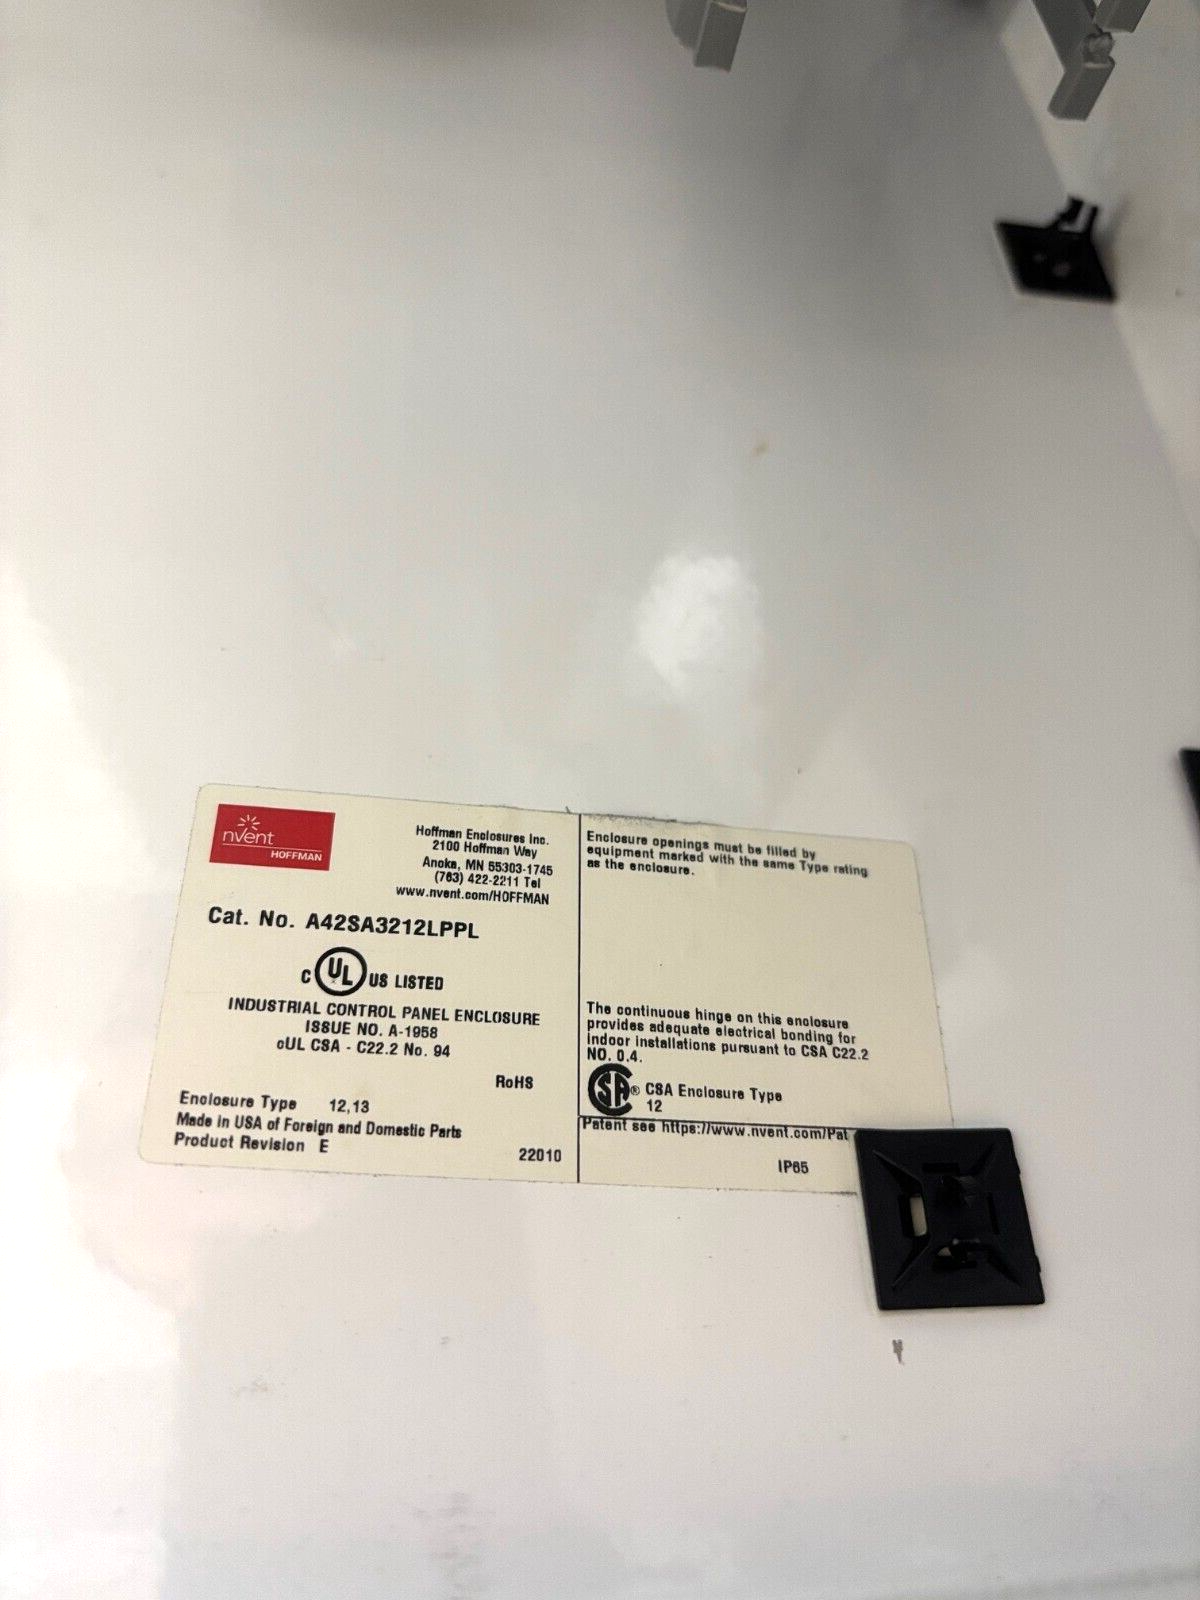 nVent
HOFFMAN
Hoffman Enclosures Inc.
2100 Hoffman Way
Anoka, MN 55303-1745
(763) 422-2211 Tel
www.nvent.com/HOFFMAN
Cat. No. A42SA3212LPPL
C UL US LISTED
INDUSTRIAL CONTROL PANEL ENCLOSURE
ISSUE NO. A-1958
cUL CSA - C22.2 No. 94
RoHS
Enclosure Type 12,13
Made in USA of Foreign and Domestic Parts
Product Revision E
22010
Enclosure openings must be filled by
equipment marked with the same Type rating
as the enclosure.
The continuous hinge on this enclosure
provides adequate electrical bonding for
indoor installations pursuant to CSA C22.2
NO. 0.4.
SA® CSA Enclosure Type
12
Patent see https://www.nvent.com/Pat
IP65